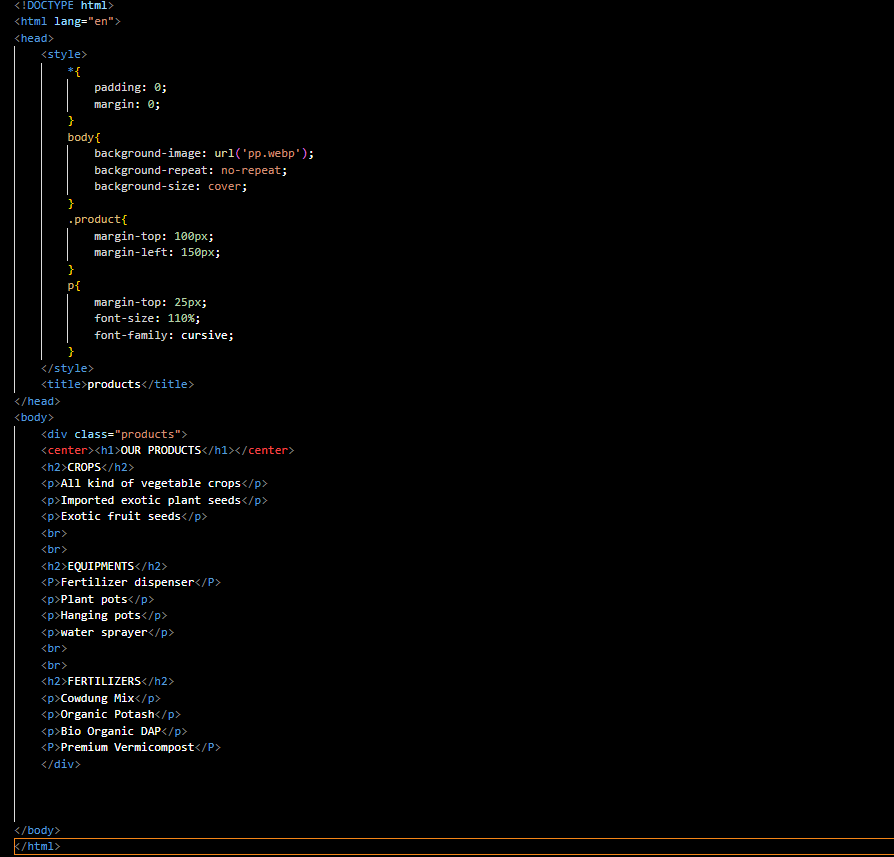 <!DOCTYPE html>
<html lang="en">
<head>
    <style>
        *{
            padding: 0;
            margin: 0;
        }
        body{
            background-image: url('pp.webp');
            background-repeat: no-repeat;
            background-size: cover;
        }
        .product{
            margin-top: 100px;
            margin-left: 150px;
        }
        p{
            margin-top: 25px;
            font-size: 110%;
            font-family: cursive;
        }
    </style>
    <title>products</title>
</head>
<body>
    <div class="products">
    <center><h1>OUR PRODUCTS</h1></center>
    <h2>CROPS</h2>
    <p>All kind of vegetable crops</p>
    <p>Imported exotic plant seeds</p>
    <p>Exotic fruit seeds</p>
    <br>
    <br>
    <h2>EQUIPMENTS</h2>
    <P>Fertilizer dispenser</P>
    <p>Plant pots</p>
    <p>Hanging pots</p>
    <p>water sprayer</p>
    <br>
    <br>
    <h2>FERTILIZERS</h2>
    <p>Cowdung Mix</p>
    <p>Organic Potash</p>
    <p>Bio Organic DAP</p>
    <P>Premium Vermicompost</P>
    </div>
</body>
</html>